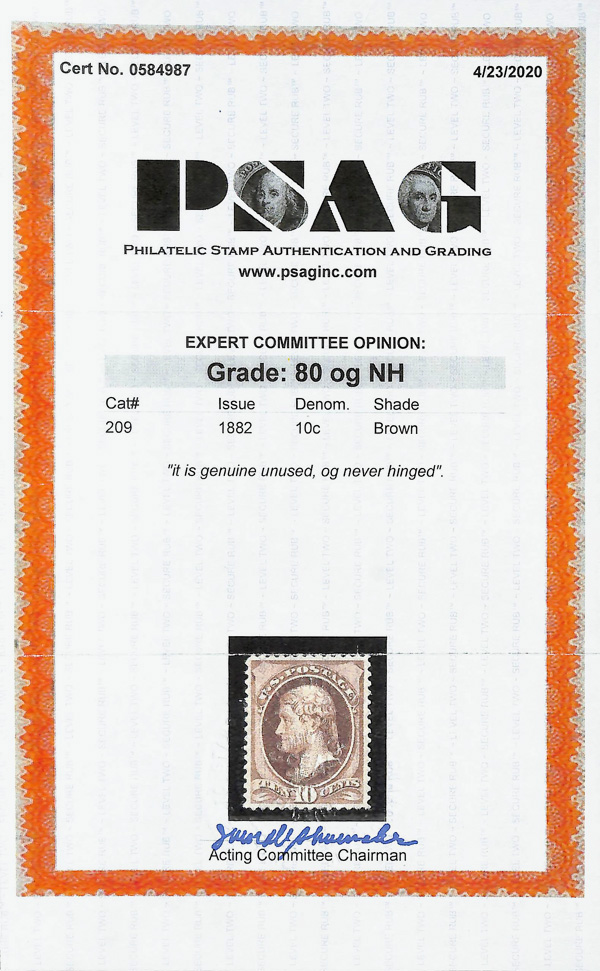 Cert No. 0584987 4/23/2020
PSAG
PHILATELIC STAMP AUTHENTICATION AND GRADING
www.psaginc.com
EXPERT COMMITTEE OPINION:
Grade: 80 og NH
Cat# Issue Denom. Shade
209 1882 10c Brown
"it is genuine unused, og never hinged".
U.S. POSTAGE
TEN 10 CENTS
Acting Committee Chairman